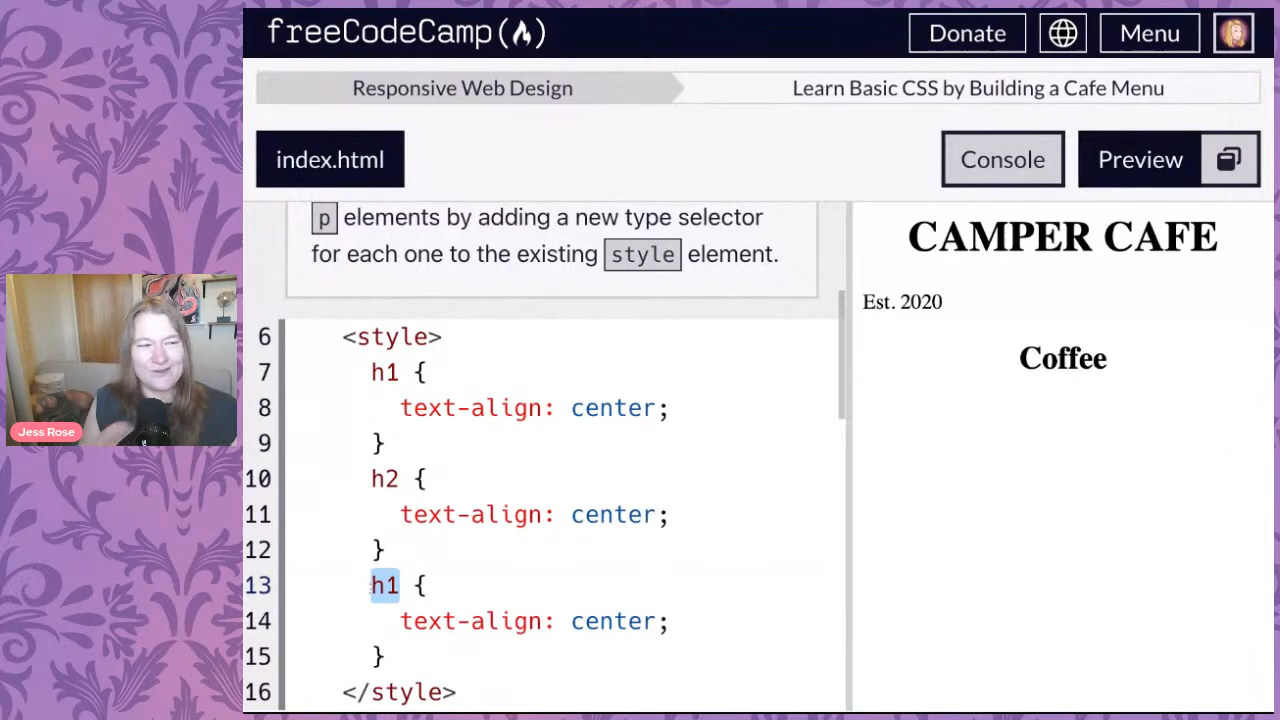 freeCodeCamp
Donate
Menu
Responsive Web Design
Learn Basic CSS by Building a Cafe Menu
index.html
Console
Preview
p elements by adding a new type selector
for each one to the existing style element.
6 <style>
7 h1 {
8 text-align: center;
9 }
10 h2 {
11 text-align: center;
12 }
13 h1 {
14 text-align: center;
15 }
16 </style>
CAMPER CAFE
Est. 2020
Coffee
Jess Rose